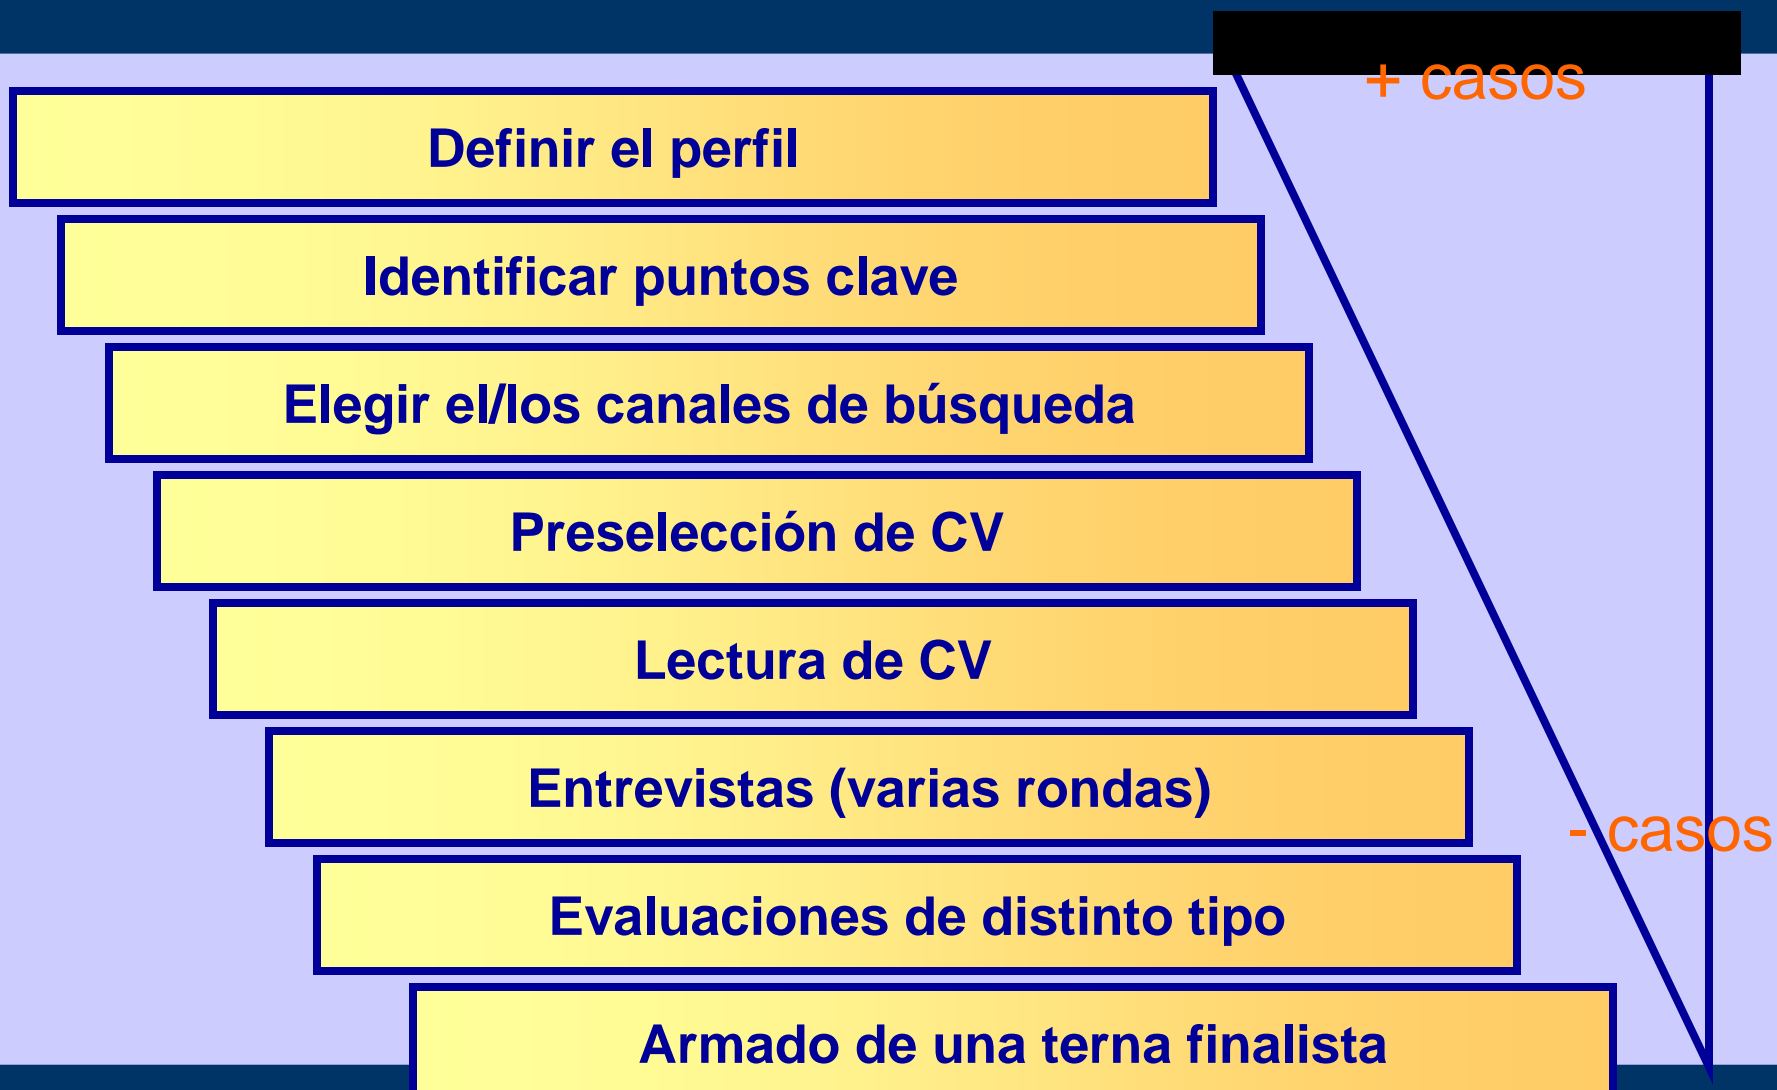 + casos
Definir el perfil
Identificar puntos clave
Elegir el/los canales de búsqueda
Preselección de CV
Lectura de CV
Entrevistas (varias rondas)
- casos
Evaluaciones de distinto tipo
Armado de una terna finalista